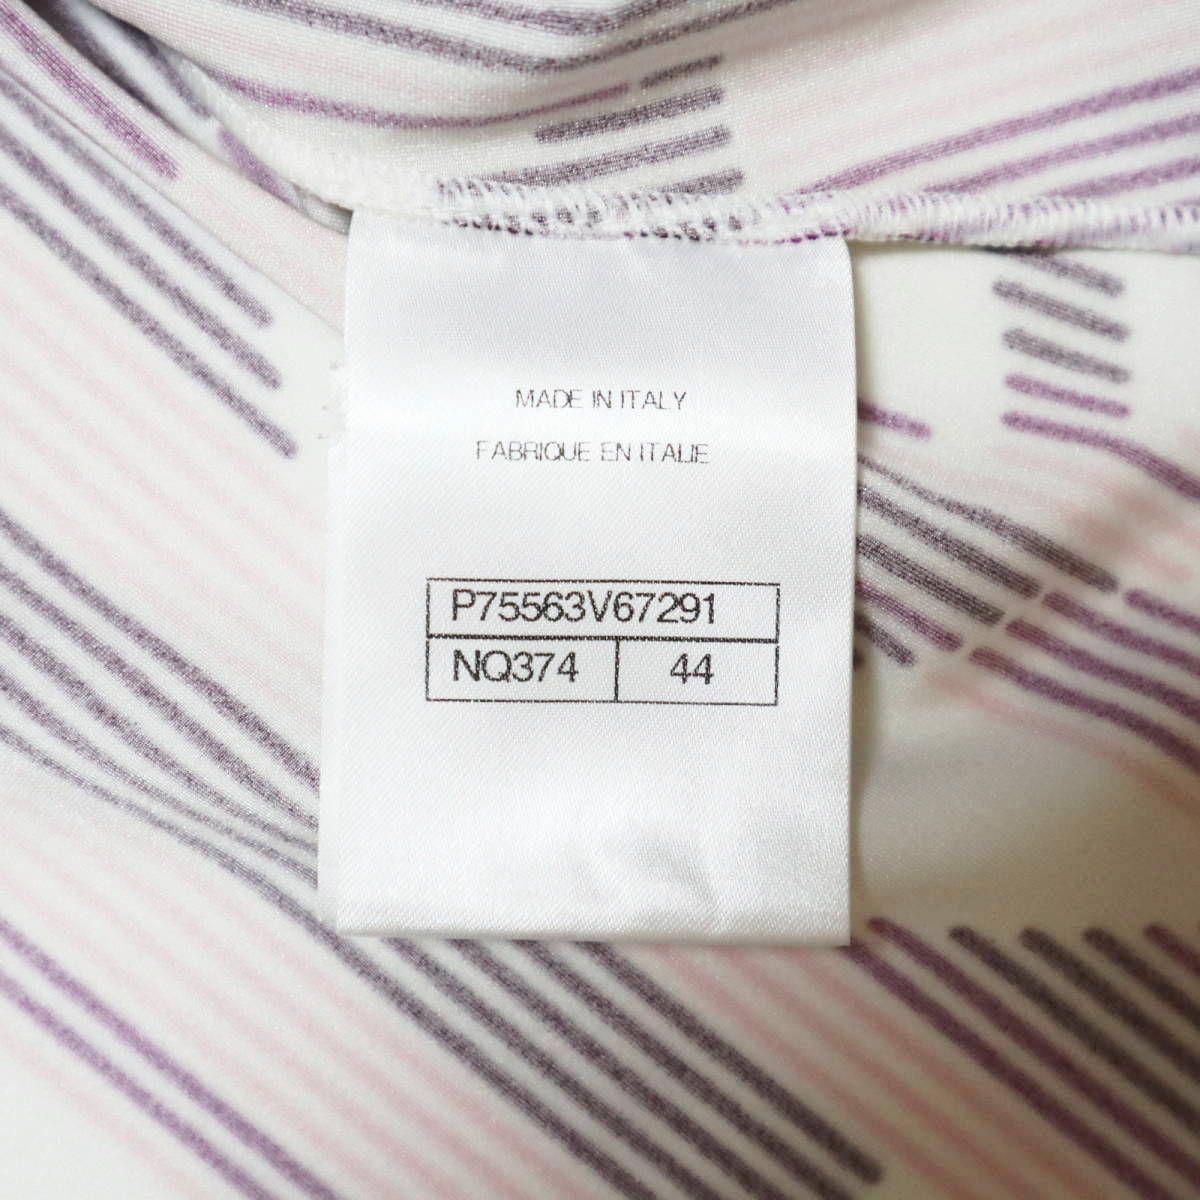 MADE IN ITALY
FABRIQUE EN ITALIE
P75563V67291
NQ374 44